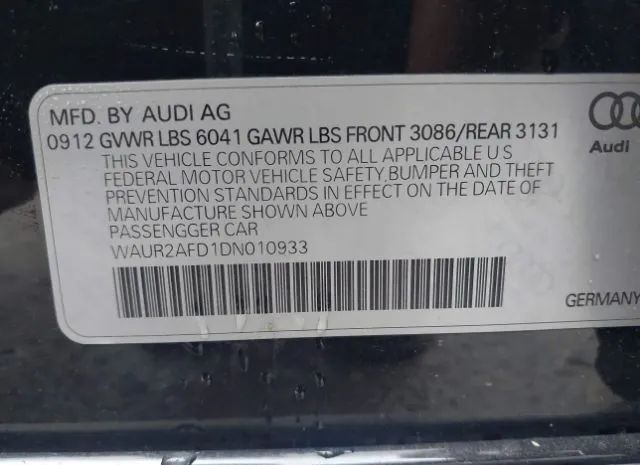 MFD. BY AUDI AG
0912 GVWR LBS 6041 GAWR LBS FRONT 3086/REAR 3131
THIS VEHICLE CONFORMS TO ALL APPLICABLE U S
FEDERAL MOTOR VEHICLE SAFETY, BUMPER AND THEFT
PREVENTION STANDARDS IN EFFECT ON THE DATE OF
MANUFACTURE SHOWN ABOVE
PASSENGGER CAR
WAUR2AFD1DN010933
Audi
GERMANY